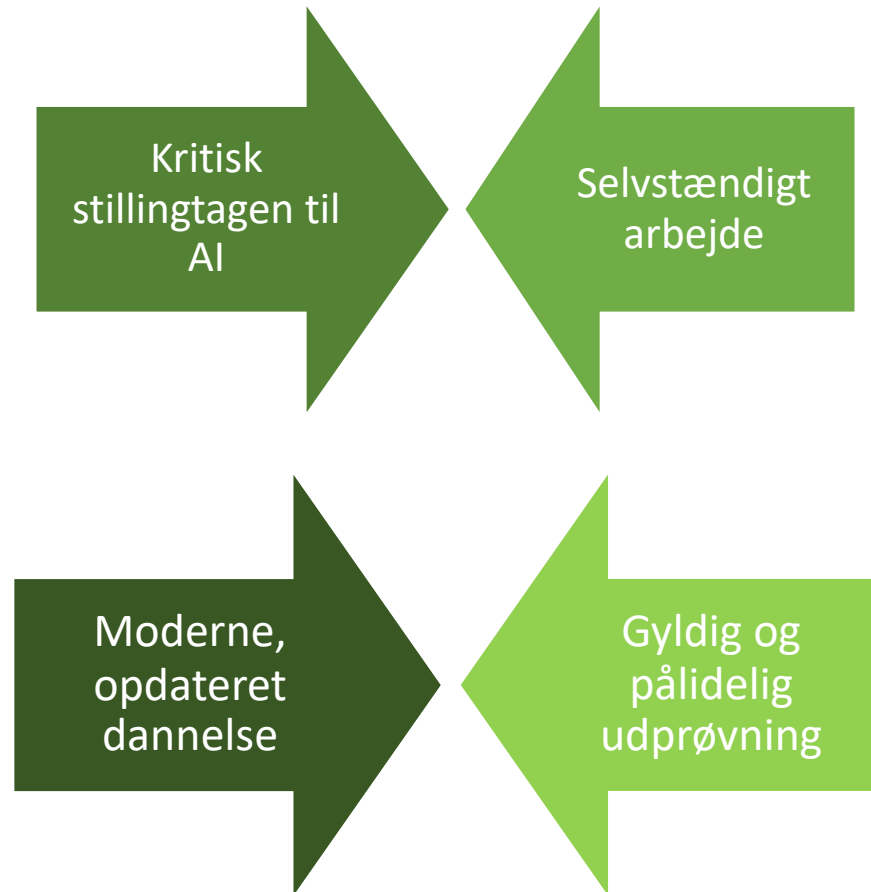 Kritisk
stillingtagen til
AI
Selvstændigt
arbejde
Moderne,
opdateret
dannelse
Gyldig og
pålidelig
udprøvning